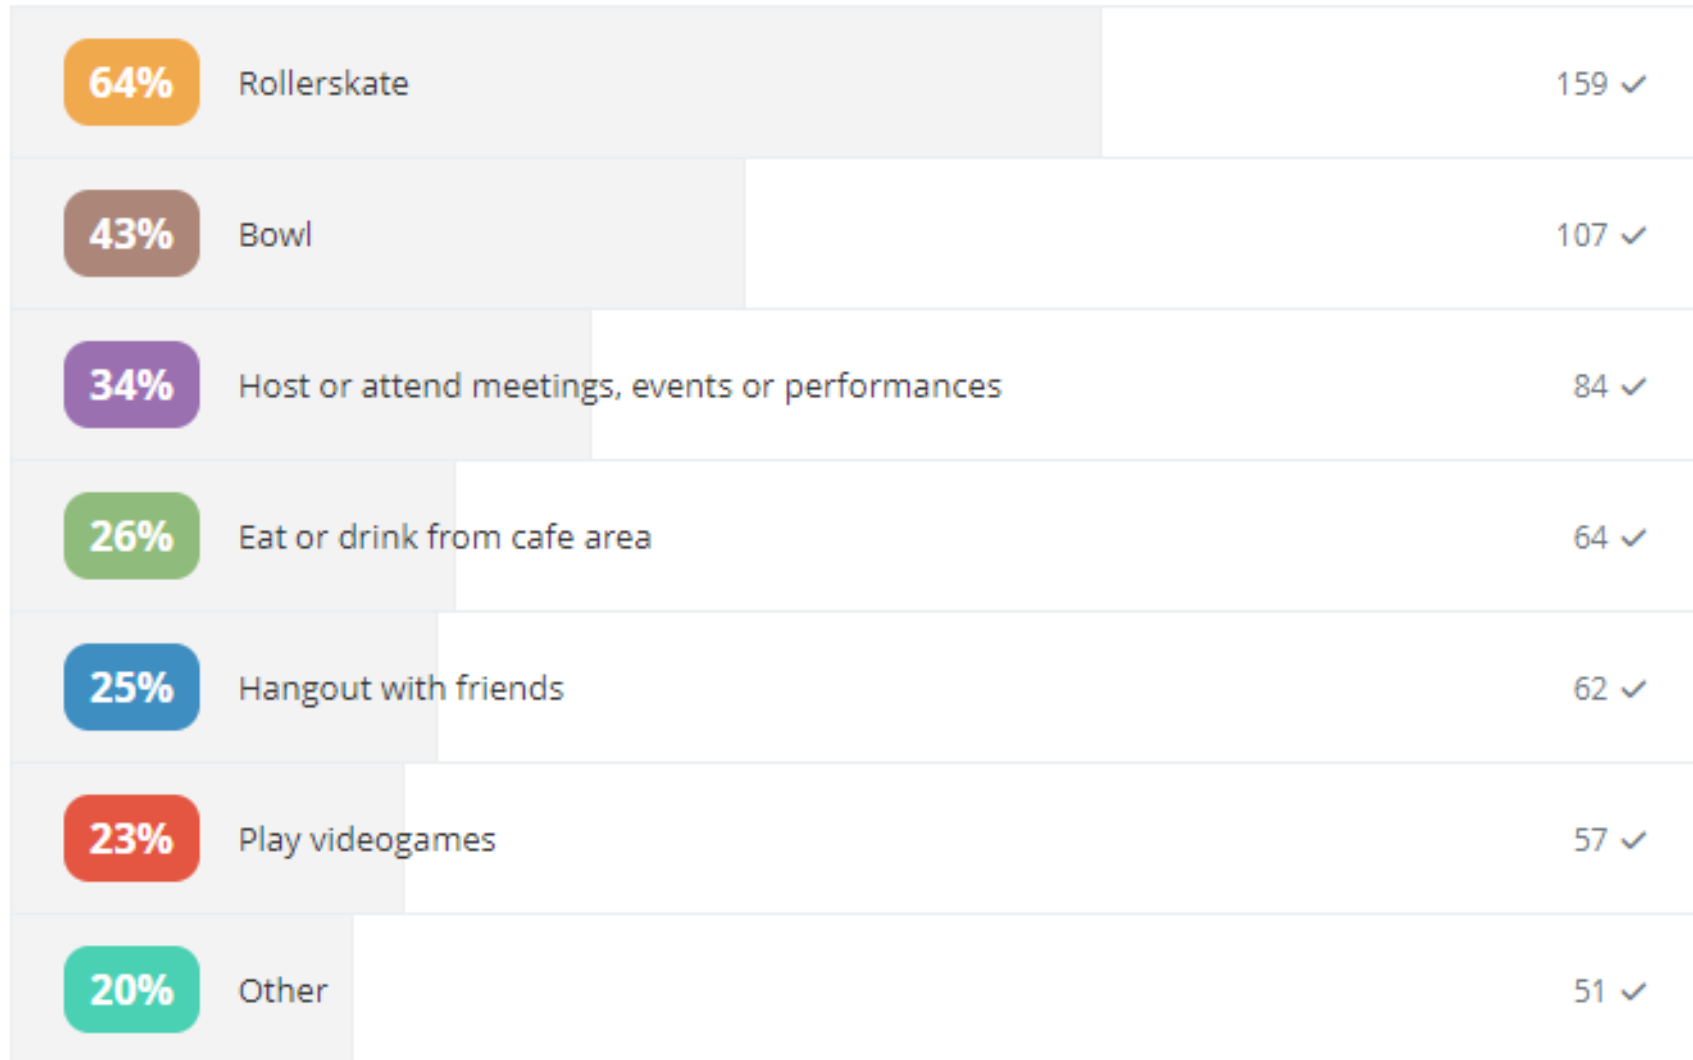 64% Rollerskate 159 ✓
43% Bowl 107 ✓
34% Host or attend meetings, events or performances 84 ✓
26% Eat or drink from cafe area 64 ✓
25% Hangout with friends 62 ✓
23% Play videogames 57 ✓
20% Other 51 ✓